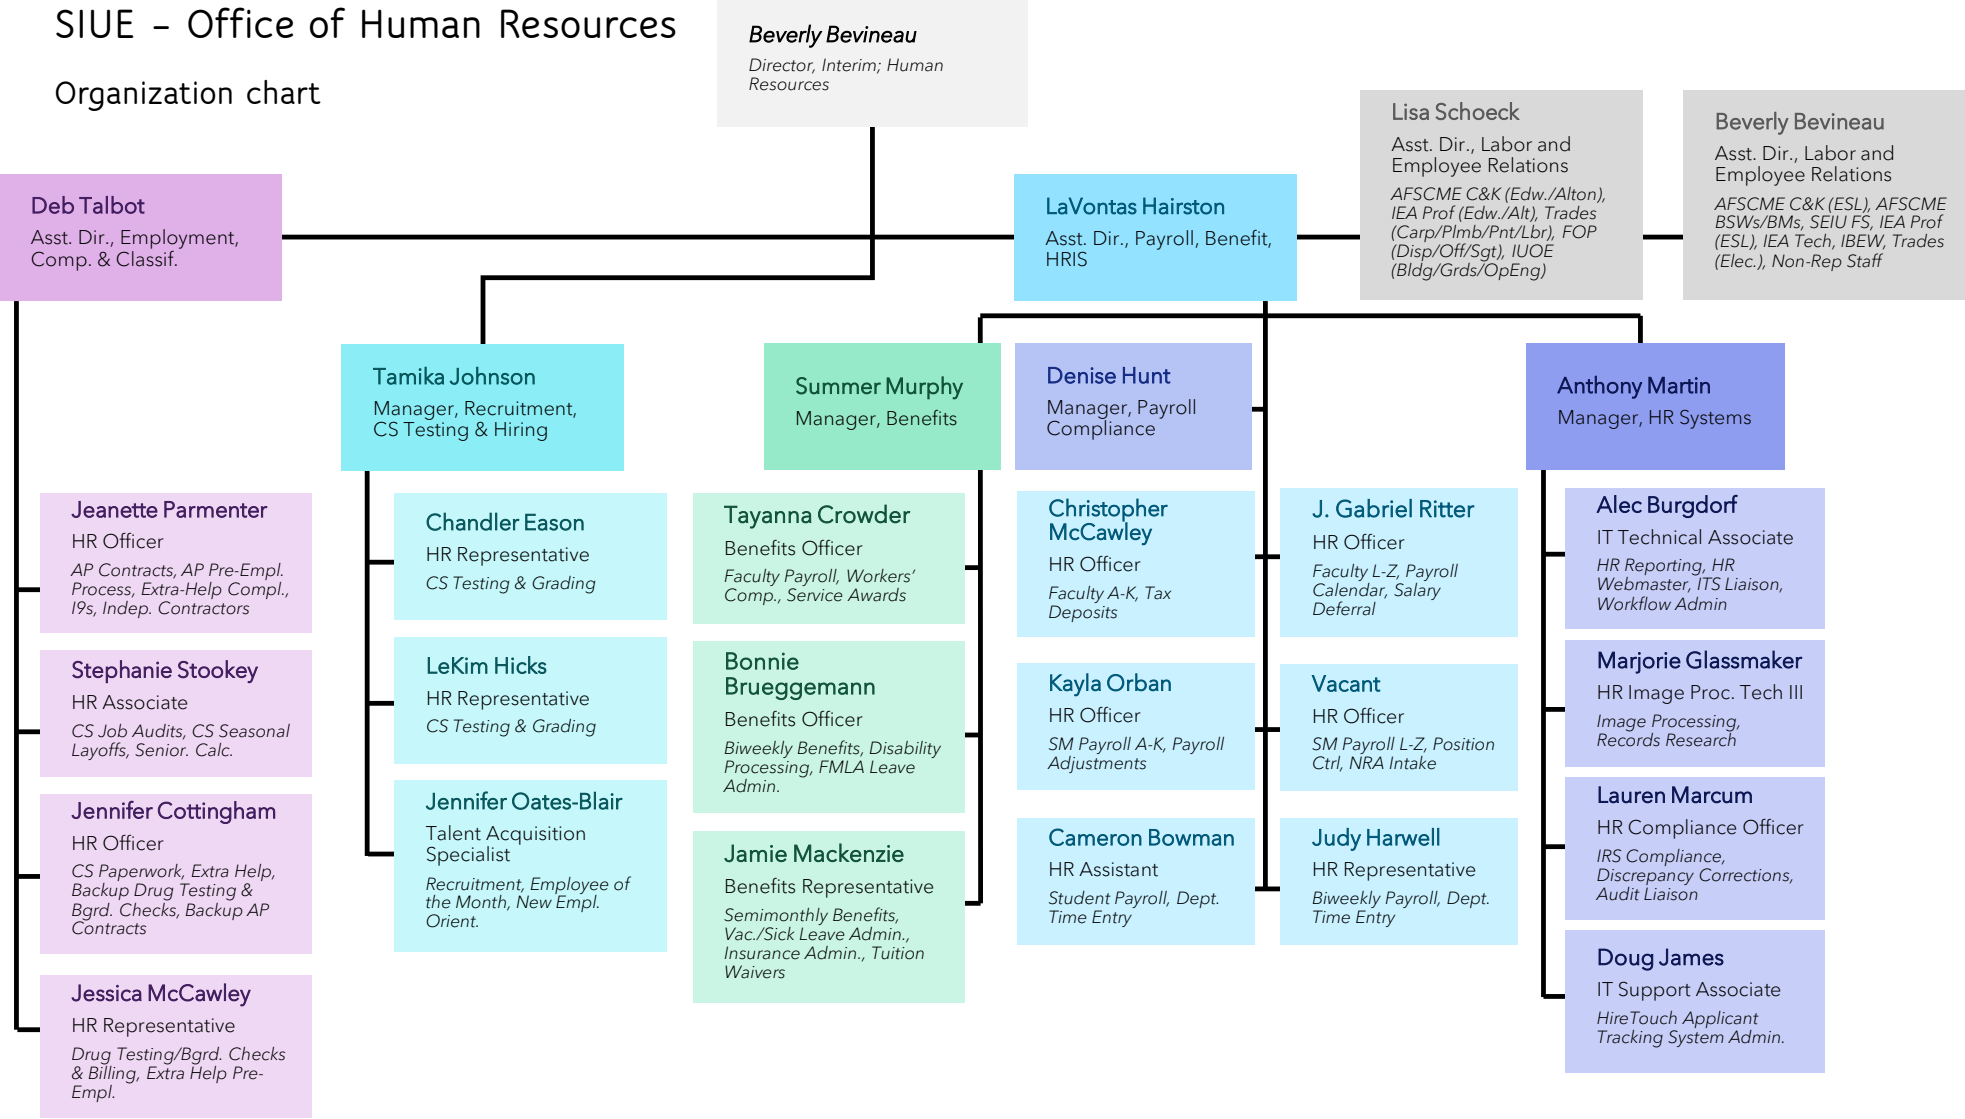 SIUE – Office of Human Resources
Organization chart
Beverly Bevineau
Director, Interim; Human
Resources
Deb Talbot
Asst. Dir., Employment,
Comp. & Classif.
LaVontas Hairston
Asst. Dir., Payroll, Benefit,
HRIS
Lisa Schoeck
Asst. Dir., Labor and
Employee Relations
AFSCME C&K (Edw./Alton),
IEA Prof (Edw./Alt), Trades
(Carp/Plmb/Pnt/Lbr), FOP
(Disp/Off/Sgt), IUOE
(Bldg/Grds/OpEng)
Beverly Bevineau
Asst. Dir., Labor and
Employee Relations
AFSCME C&K (ESL), AFSCME
BSWs/BMs, SEIU FS, IEA Prof
(ESL), IEA Tech, IBEW, Trades
(Elec.), Non-Rep Staff
Tamika Johnson
Manager, Recruitment,
CS Testing & Hiring
Summer Murphy
Manager, Benefits
Denise Hunt
Manager, Payroll
Compliance
Anthony Martin
Manager, HR Systems
Jeanette Parmenter
HR Officer
AP Contracts, AP Pre-Empl.
Process, Extra-Help Compl.,
I9s, Indep. Contractors
Stephanie Stookey
HR Associate
CS Job Audits, CS Seasonal
Layoffs, Senior. Calc.
Jennifer Cottingham
HR Officer
CS Paperwork, Extra Help,
Backup Drug Testing &
Bgrd. Checks, Backup AP
Contracts
Jessica McCawley
HR Representative
Drug Testing/Bgrd. Checks
& Billing, Extra Help Pre-
Empl.
Chandler Eason
HR Representative
CS Testing & Grading
LeKim Hicks
HR Representative
CS Testing & Grading
Jennifer Oates-Blair
Talent Acquisition
Specialist
Recruitment, Employee of
the Month, New Empl.
Orient.
Tayanna Crowder
Benefits Officer
Faculty Payroll, Workers’
Comp., Service Awards
Bonnie
Brueggemann
Benefits Officer
Biweekly Benefits, Disability
Processing, FMLA Leave
Admin.
Jamie Mackenzie
Benefits Representative
Semimonthly Benefits,
Vac./Sick Leave Admin.,
Insurance Admin., Tuition
Waivers
Christopher
McCawley
HR Officer
Faculty A-K, Tax
Deposits
Kayla Orban
HR Officer
SM Payroll A-K, Payroll
Adjustments
Cameron Bowman
HR Assistant
Student Payroll, Dept.
Time Entry
J. Gabriel Ritter
HR Officer
Faculty L-Z, Payroll
Calendar, Salary
Deferral
Vacant
HR Officer
SM Payroll L-Z, Position
Ctrl, NRA Intake
Judy Harwell
HR Representative
Biweekly Payroll, Dept.
Time Entry
Alec Burgdorf
IT Technical Associate
HR Reporting, HR
Webmaster, ITS Liaison,
Workflow Admin
Marjorie Glassmaker
HR Image Proc. Tech III
Image Processing,
Records Research
Lauren Marcum
HR Compliance Officer
IRS Compliance,
Discrepancy Corrections,
Audit Liaison
Doug James
IT Support Associate
HireTouch Applicant
Tracking System Admin.